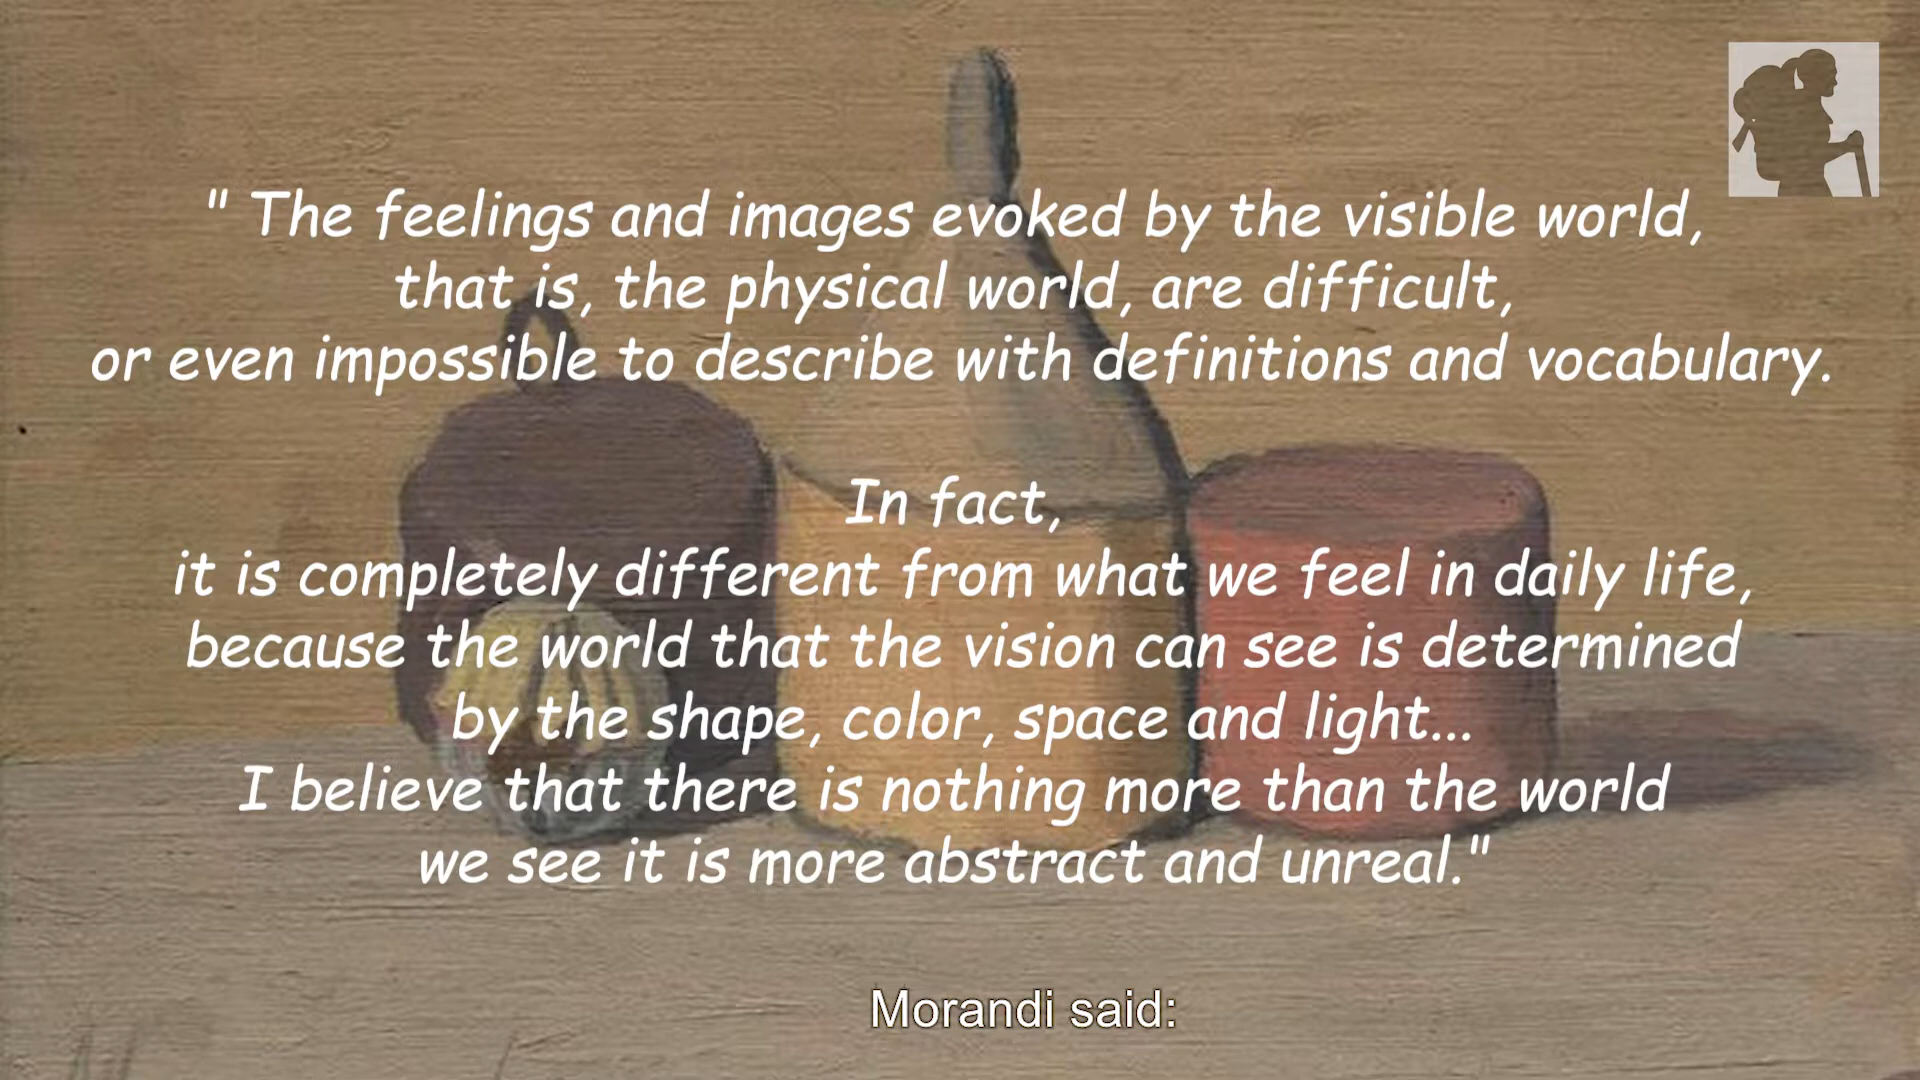 " The feelings and images evoked by the visible world,
that is, the physical world, are difficult,
or even impossible to describe with definitions and vocabulary.
In fact,
it is completely different from what we feel in daily life,
because the world that the vision can see is determined
by the shape, color, space and light...
I believe that there is nothing more than the world
we see it is more abstract and unreal."
Morandi said: